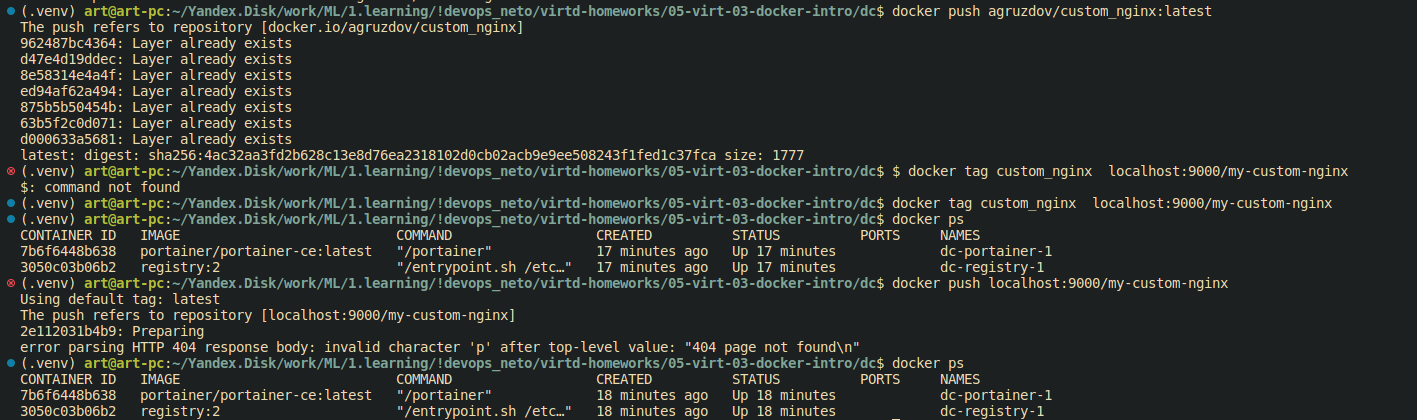 (.venv) art@art-pc:~/Yandex.Disk/work/ML/1.learning/!devops_neto/virtd-homeworks/05-virt-03-docker-intro/dc$ docker push agruzdov/custom_nginx:latest
The push refers to repository [docker.io/agruzdov/custom_nginx]
962487bc4364: Layer already exists
d47e4d19ddec: Layer already exists
8e58314e4a4f: Layer already exists
ed94af62a494: Layer already exists
875b5b50454b: Layer already exists
63b5f2c0d071: Layer already exists
d000633a5681: Layer already exists
latest: digest: sha256:4ac32aa3fd2b628c13e8d76ea2318102d0cb02acb9e9ee508243f1fed1c37fca size: 1777
(.venv) art@art-pc:~/Yandex.Disk/work/ML/1.learning/!devops_neto/virtd-homeworks/05-virt-03-docker-intro/dc$ $ docker tag custom_nginx  localhost:9000/my-custom-nginx
$: command not found
(.venv) art@art-pc:~/Yandex.Disk/work/ML/1.learning/!devops_neto/virtd-homeworks/05-virt-03-docker-intro/dc$ docker tag custom_nginx  localhost:9000/my-custom-nginx
(.venv) art@art-pc:~/Yandex.Disk/work/ML/1.learning/!devops_neto/virtd-homeworks/05-virt-03-docker-intro/dc$ docker ps
CONTAINER ID   IMAGE                           COMMAND                  CREATED          STATUS          PORTS     NAMES
7b6f6448b638   portainer/portainer-ce:latest   "/portainer"             17 minutes ago   Up 17 minutes             dc-portainer-1
3050c03b06b2   registry:2                      "/entrypoint.sh /etc…"   17 minutes ago   Up 17 minutes             dc-registry-1
(.venv) art@art-pc:~/Yandex.Disk/work/ML/1.learning/!devops_neto/virtd-homeworks/05-virt-03-docker-intro/dc$ docker push localhost:9000/my-custom-nginx
Using default tag: latest
The push refers to repository [localhost:9000/my-custom-nginx]
2e112031b4b9: Preparing
error parsing HTTP 404 response body: invalid character 'p' after top-level value: "404 page not found\n"
(.venv) art@art-pc:~/Yandex.Disk/work/ML/1.learning/!devops_neto/virtd-homeworks/05-virt-03-docker-intro/dc$ docker ps
CONTAINER ID   IMAGE                           COMMAND                  CREATED          STATUS          PORTS     NAMES
7b6f6448b638   portainer/portainer-ce:latest   "/portainer"             18 minutes ago   Up 18 minutes             dc-portainer-1
3050c03b06b2   registry:2                      "/entrypoint.sh /etc…"   18 minutes ago   Up 18 minutes             dc-registry-1